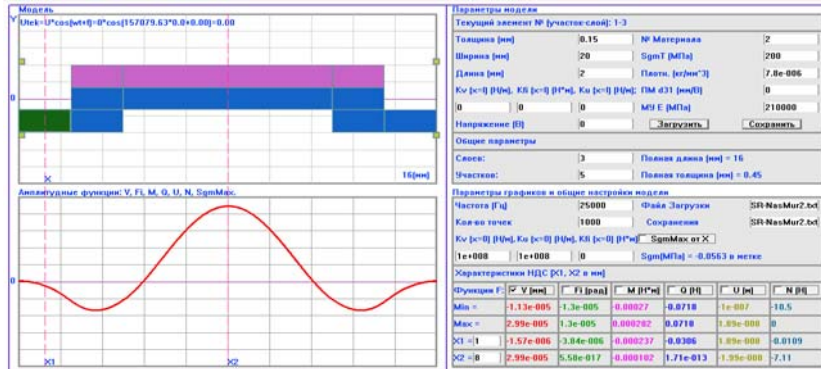 Модель
Y
Utek=U*cos(wt+f)=0*cos(157079.63*0.0+0.00)=0.00
0
X
16(мм)
Амплитудные функции: V, Fi, M, Q, U, N, SgmMax.
0
X1
X2
Параметры модели
Текущий элемент № (участок-слой): 1-3
Толщина (мм) 0.15 № Материала 2
Ширина (мм) 20 SgmT (МПа) 200
Длина (мм) 2 Плотн. (кг/мм^3) 7.8e-006
Kv (x=l) (Н/м), Kfi (x=l) (Н*м), Ku (x=l) (Н/м); ПМ d31 (мм/В) 0
0 0 0 МУ E (МПа) 210000
Напряжение (В) 0 Загрузить Сохранить
Общие параметры
Слоев: 3 Полная длина (мм) = 16
Участков: 5 Полная толщина (мм) = 0.45
Параметры графиков и общие настройки модели
Частота (Гц) 25000 Файл Загрузки SR-NasMur2.txt
Кол-во точек 1000 Сохранения SR-NasMur2.txt
Kv (x=0) (Н/м), Ku (x=0) (Н/м), Kfi (x=0) (Н*м) SgmMax от X
1e+008 1e+008 0 Sgm(МПа) = -0.0563 в метке
Характеристики НДС (X1, X2 в мм)
Функции F: V (мм) Fi (рад) M (Н*м) Q (Н) U (м) N (Н)
Min = -1.13e-005 -1.3e-005 -0.00027 -0.0718 -1e-007 -10.5
Max = 2.99e-005 1.3e-005 0.000282 0.0718 1.89e-008 0
X1 = 1 -1.57e-006 -3.84e-006 -0.000237 -0.0306 1.89e-008 -0.0109
X2 = 8 2.99e-005 5.58e-017 -0.000102 1.71e-013 -1.99e-008 -7.11